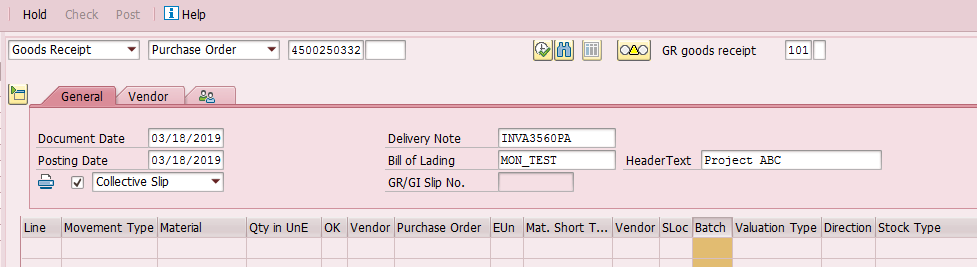 Hold Check Post Help
Goods Receipt Purchase Order 4500250332 GR goods receipt 101
General Vendor
Document Date 03/18/2019 Delivery Note INVA3560PA
Posting Date 03/18/2019 Bill of Lading MON_TEST HeaderText Project ABC
Collective Slip GR/GI Slip No.
Line Movement Type Material Qty in UnE OK Vendor Purchase Order EUn Mat. Short T... Vendor SLoc Batch Valuation Type Direction Stock Type